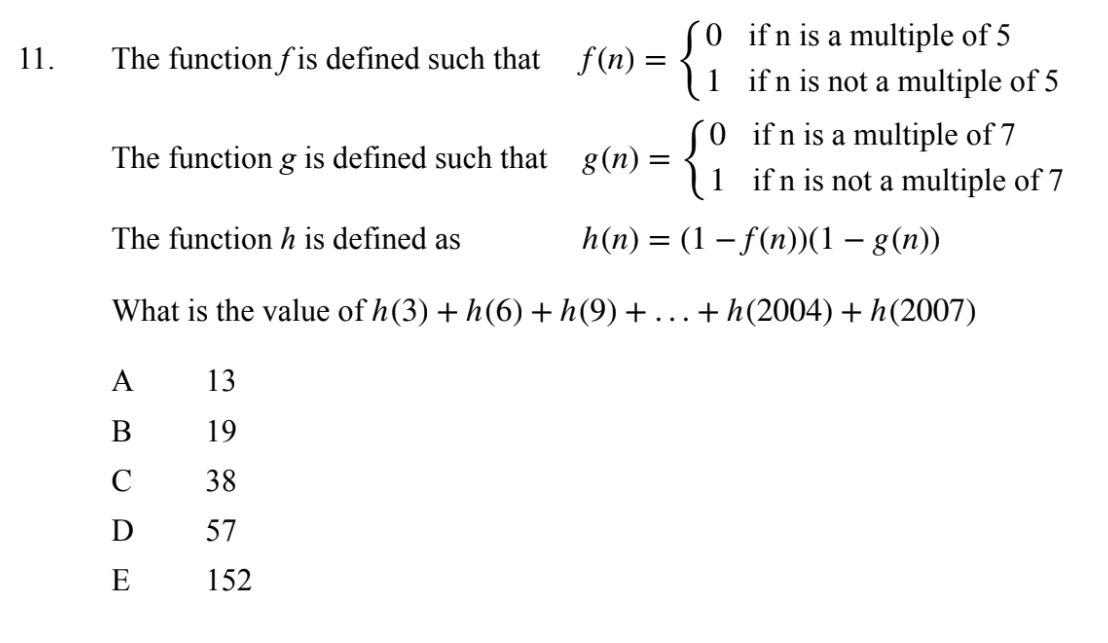 11. The function f is defined such that f(n) = { 0 if n is a multiple of 5
1 if n is not a multiple of 5
The function g is defined such that g(n) = { 0 if n is a multiple of 7
1 if n is not a multiple of 7
The function h is defined as h(n) = (1 – f(n))(1 – g(n))
What is the value of h(3) + h(6) + h(9) + . . . + h(2004) + h(2007)
A 13
B 19
C 38
D 57
E 152